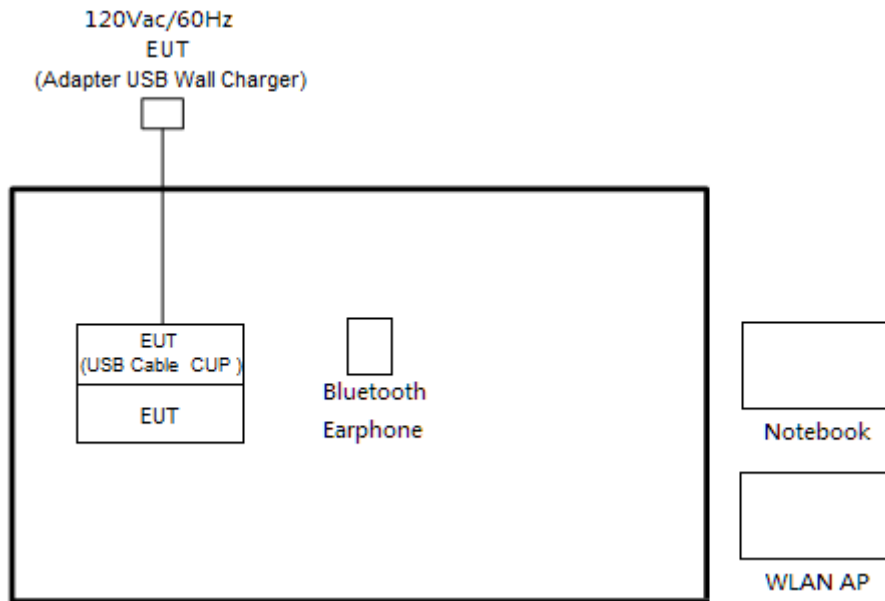 120Vac/60Hz
EUT
(Adapter USB Wall Charger)
EUT
(USB Cable CUP )
EUT
Bluetooth
Earphone
Notebook
WLAN AP